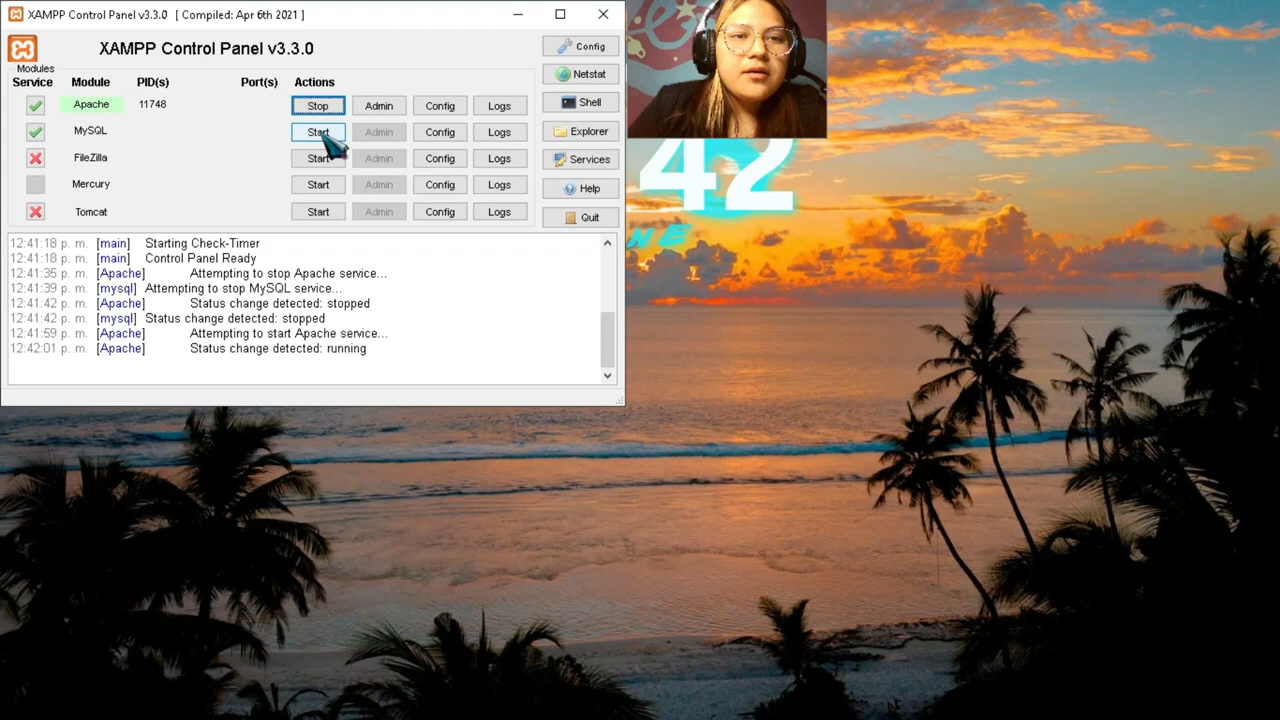 XAMPP Control Panel v3.3.0 [ Compiled: Apr 6th 2021 ]
XAMPP Control Panel v3.3.0
Config
Modules
Service Module PID(s) Port(s) Actions
Netstat
Apache 11748 Stop Admin Config Logs
Shell
MySQL Start Admin Config Logs
Explorer
FileZilla Start Admin Config Logs
Services
Mercury Start Admin Config Logs
Help
Tomcat Start Admin Config Logs
Quit
12:41:18 p. m. [main] Starting Check-Timer
12:41:18 p. m. [main] Control Panel Ready
12:41:35 p. m. [Apache] Attempting to stop Apache service...
12:41:39 p. m. [mysql] Attempting to stop MySQL service...
12:41:42 p. m. [Apache] Status change detected: stopped
12:41:42 p. m. [mysql] Status change detected: stopped
12:41:59 p. m. [Apache] Attempting to start Apache service...
12:42:01 p. m. [Apache] Status change detected: running
42
NE